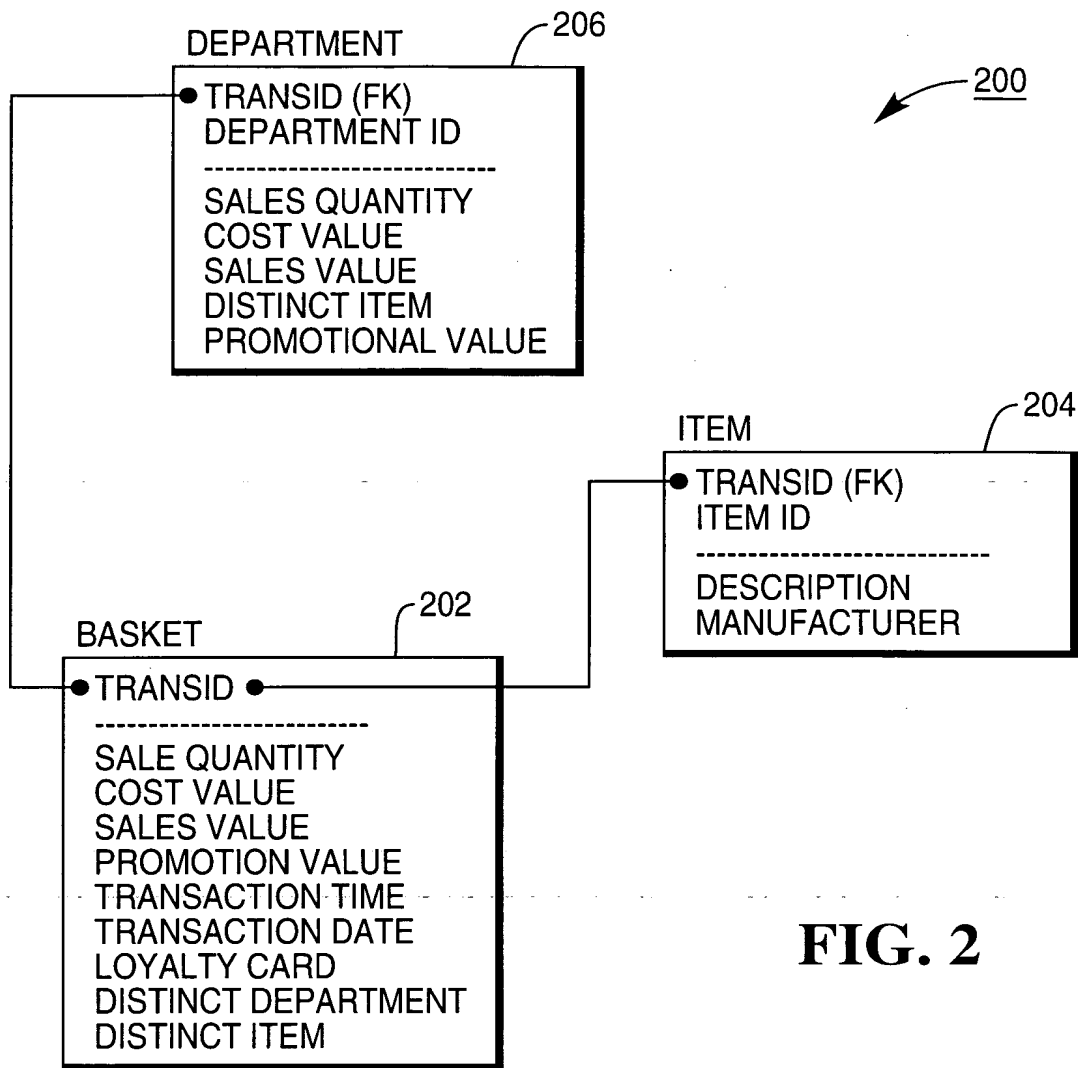 DEPARTMENT
206
TRANSID (FK)
DEPARTMENT ID
SALES QUANTITY
COST VALUE
SALES VALUE
DISTINCT ITEM
PROMOTIONAL VALUE
200
ITEM
204
TRANSID (FK)
ITEM ID
DESCRIPTION
MANUFACTURER
BASKET
202
TRANSID
SALE QUANTITY
COST VALUE
SALES VALUE
PROMOTION VALUE
TRANSACTION TIME
TRANSACTION DATE
LOYALTY CARD
DISTINCT DEPARTMENT
DISTINCT ITEM
FIG. 2